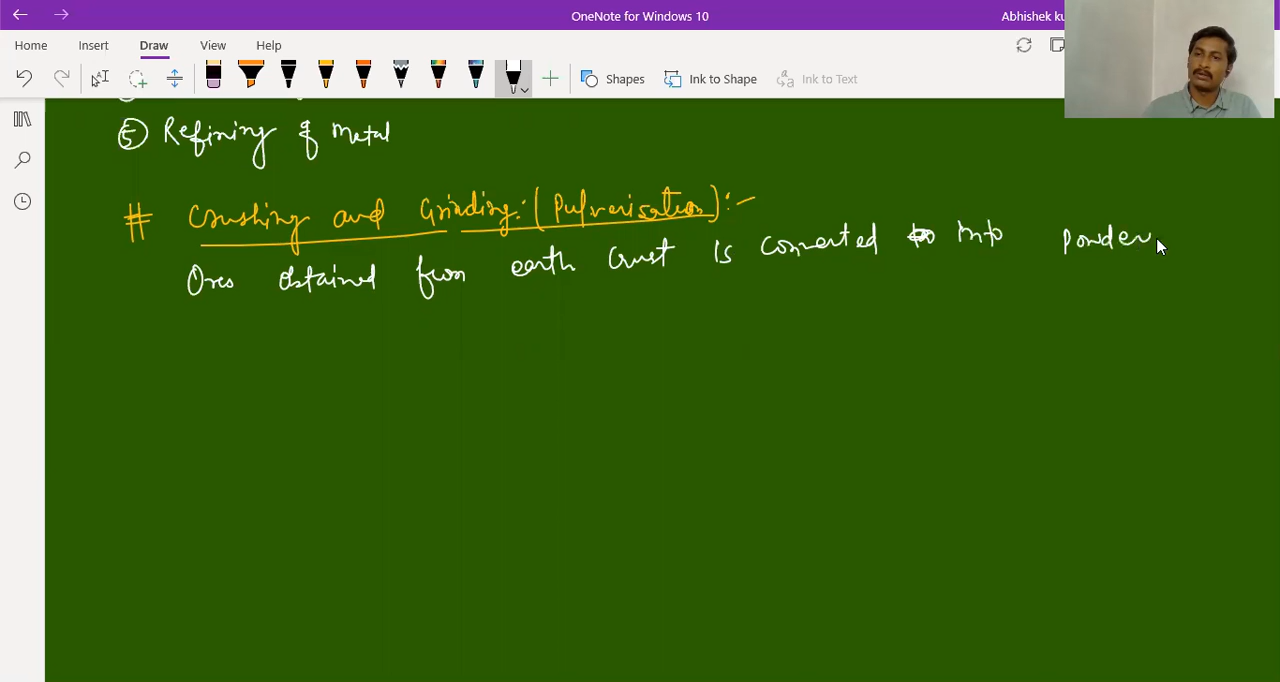 OneNote for Windows 10
Abhishek ku
Home Insert Draw View Help
Shapes Ink to Shape Ink to Text
⑤ Refining of Metal
# Crushing and Grinding: (Pulverisation):-
Ores obtained from earth crust is converted into powder